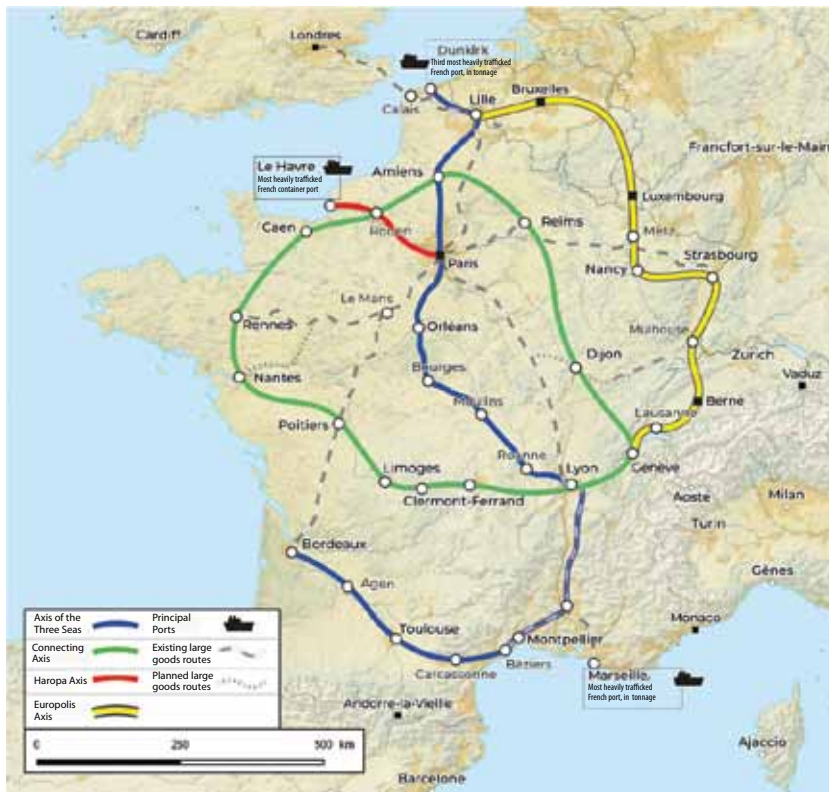 Cardiff
Londres
Dunkirk
Third most heavily trafficked
French port, in tonnage
Calais
Lille
Bruxelles
Francfort-sur-le-Main
Le Havre
Most heavily trafficked
French container port
Amiens
Luxembourg
Rouen
Reims
Metz
Caen
Paris
Nancy
Strasbourg
Le Mans
Rennes
Orléans
Mulhouse
Zurich
Dijon
Vaduz
Nantes
Bourges
Moulins
Berne
Lausanne
Poitiers
Roanne
Lyon
Genève
Limoges
Clermont-Ferrand
Aoste
Milan
Turin
Bordeaux
Gênes
Agen
Toulouse
Montpellier
Monaco
Carcassonne
Béziers
Marseille
Most heavily trafficked
French port, in tonnage
Andorre-la-Vieille
Ajaccio
Barcelone
Axis of the
Three Seas
Principal
Ports
Connecting
Axis
Existing large
goods routes
Haropa Axis
Planned large
goods routes
Europolis
Axis
0 250 500 km